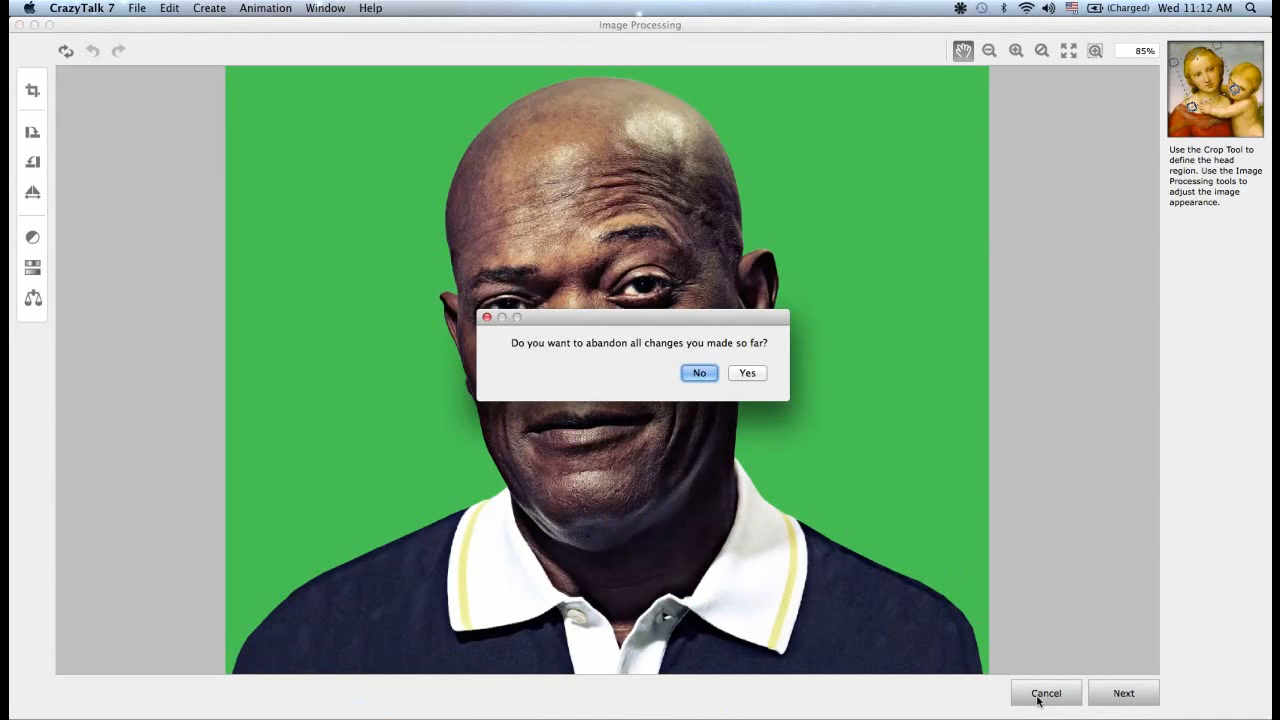 CrazyTalk 7 File Edit Create Animation Window Help (Charged) Wed 11:12 AM
Image Processing
85%
Use the Crop Tool to
define the head
region. Use the Image
Processing tools to
adjust the image
appearance.
Do you want to abandon all changes you made so far?
No Yes
Cancel Next